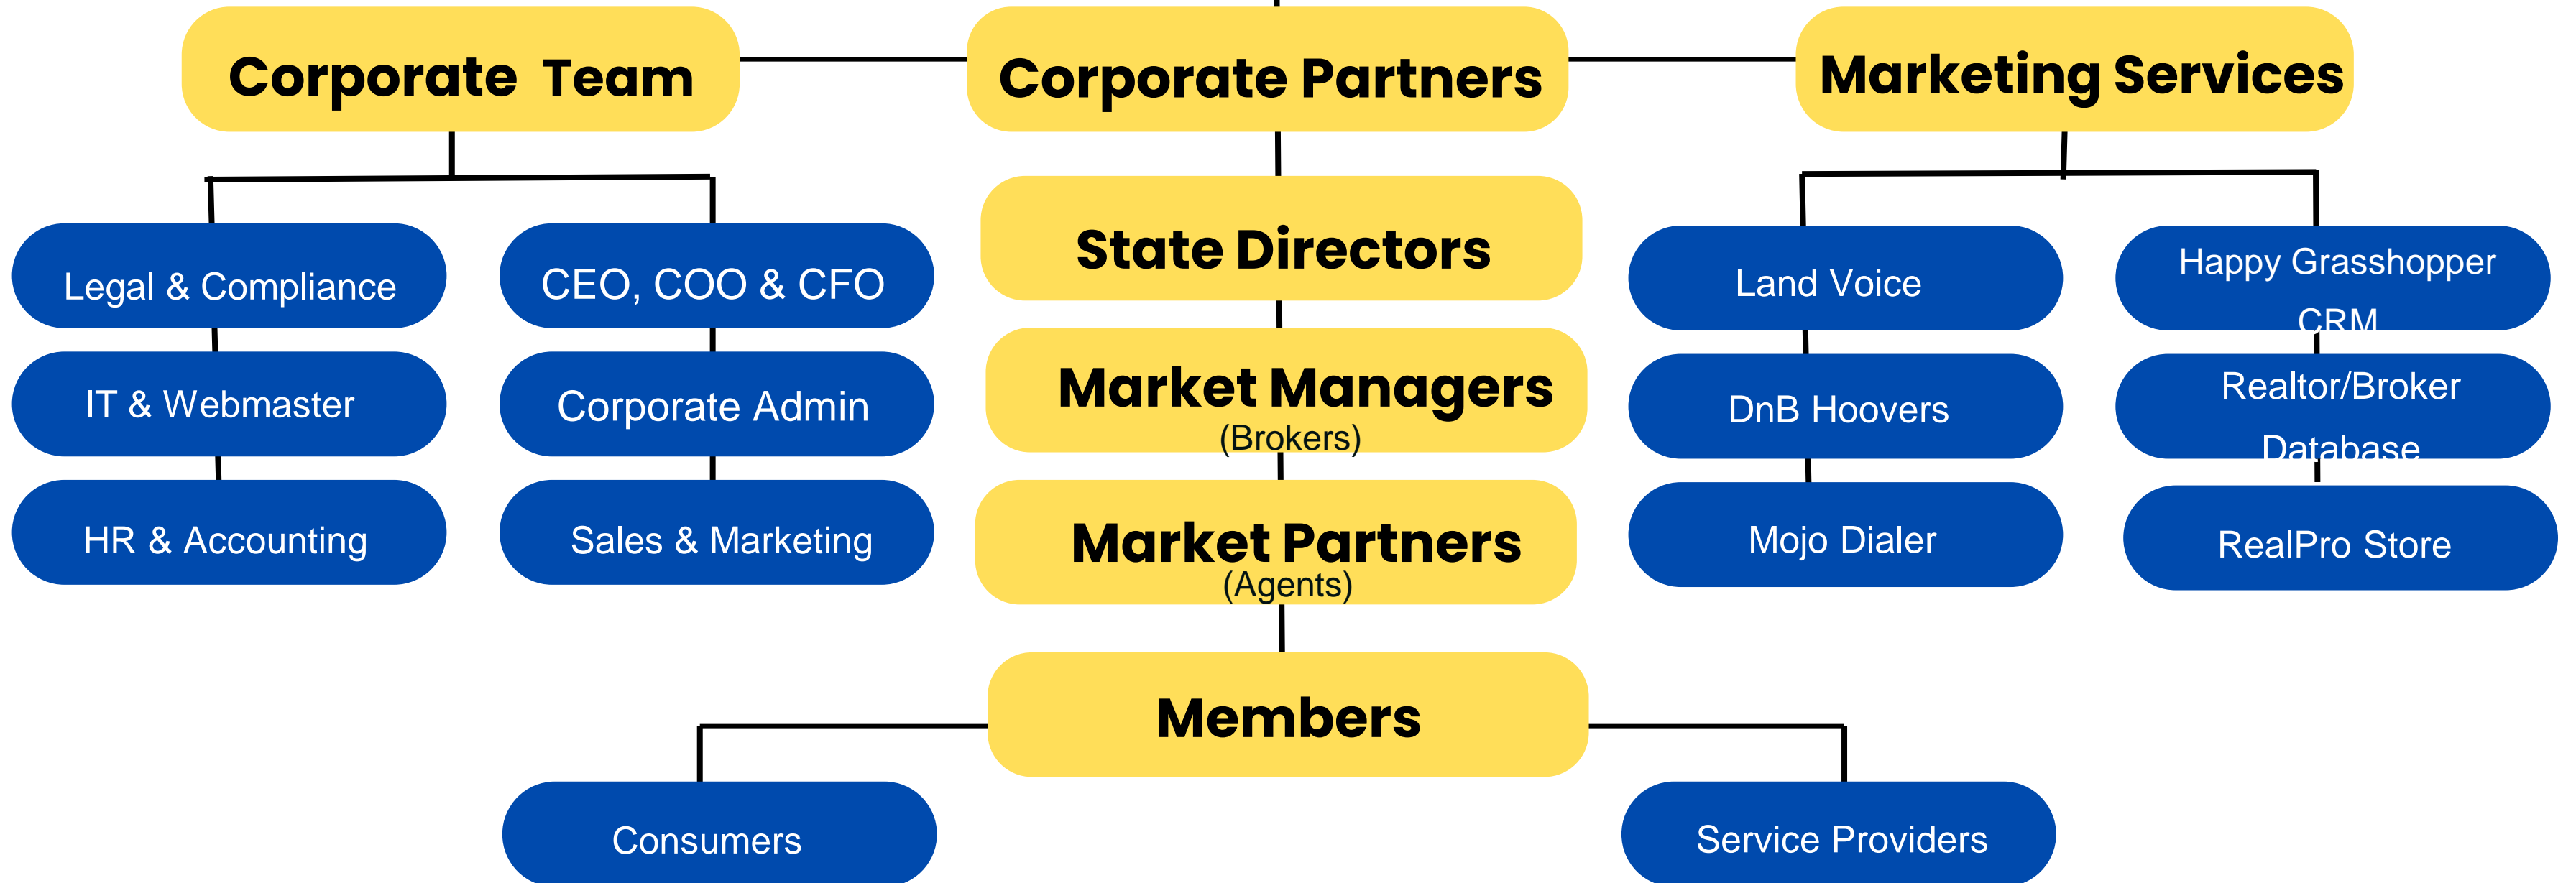 Corporate Team
Corporate Partners
Marketing Services
Legal & Compliance
IT & Webmaster
HR & Accounting
CEO, COO & CFO
Corporate Admin
Sales & Marketing
State Directors
Market Managers
(Brokers)
Market Partners
(Agents)
Land Voice
DnB Hoovers
Mojo Dialer
Happy Grasshopper
CRM
Realtor/Broker
Database
RealPro Store
Members
Consumers
Service Providers